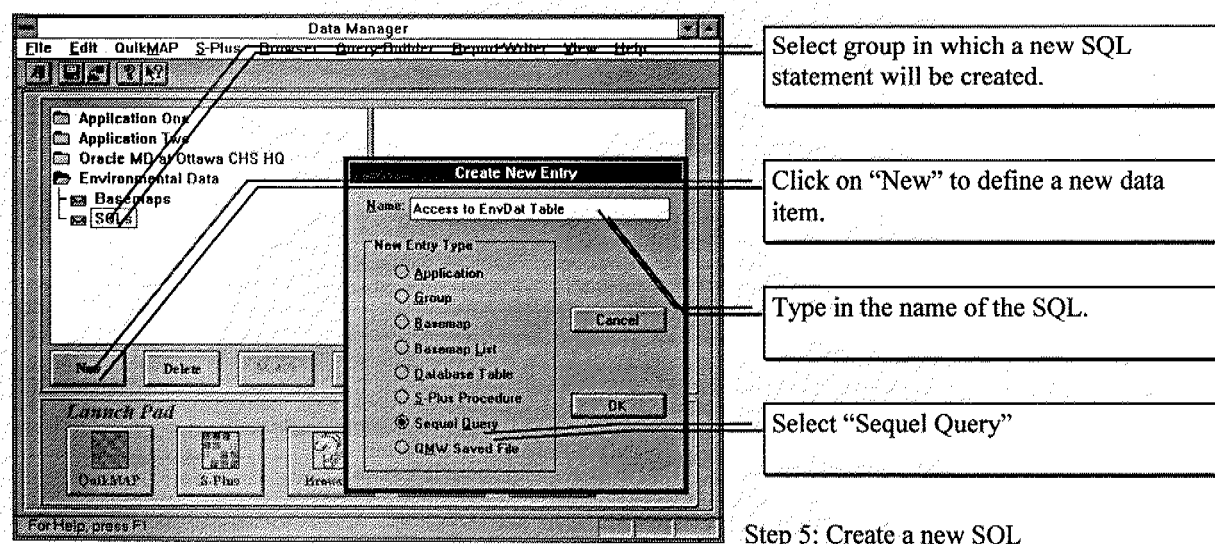 Data Manager
File Edit QuikMAP S-Plus Browser Query Builder Report Writer View Help
Application One
Application Two
Oracle MD at Ottawa CHS HQ
Environmental Data
Basemaps
SQLs
New Delete
Launch Pad
QuikMAP S-Plus
For Help, press F1
Create New Entry
Name: Access to EnvDat Table
New Entry Type
Application
Group
Basemap
Basemap List
Database Table
S-Plus Procedure
Sequel Query
QMW Saved File
Cancel
OK
Select group in which a new SQL
statement will be created.
Click on “New” to define a new data
item.
Type in the name of the SQL.
Select “Sequel Query”
Step 5: Create a new SQL